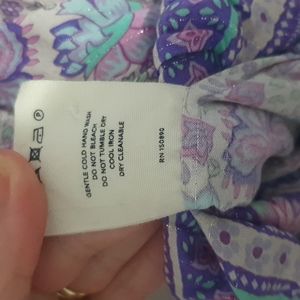 GENTLE COLD HAND WASH
DO NOT BLEACH
DO NOT TUMBLE DRY
COOL IRON
DRY CLEANABLE
RN 150890
P